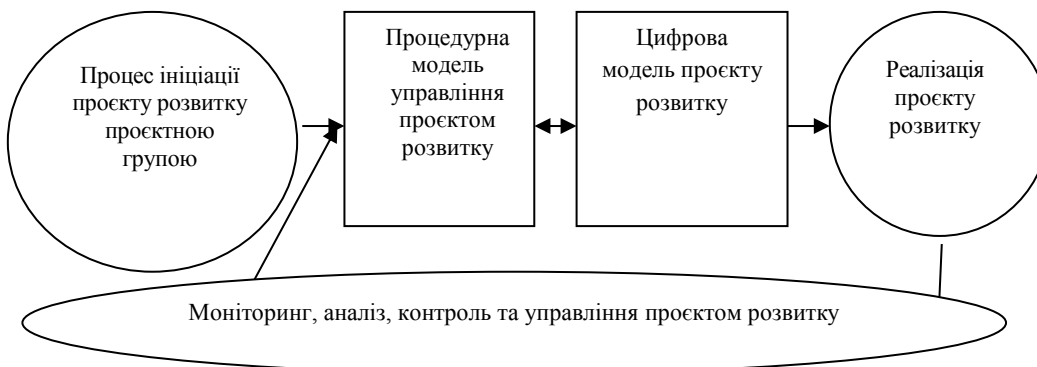 Процес ініціації
проєкту розвитку
проєктною
групою
Процедурна
модель
управління
проєктом
розвитку
Цифрова
модель проєкту
розвитку
Реалізація
проєкту
розвитку
Моніторинг, аналіз, контроль та управління проєктом розвитку